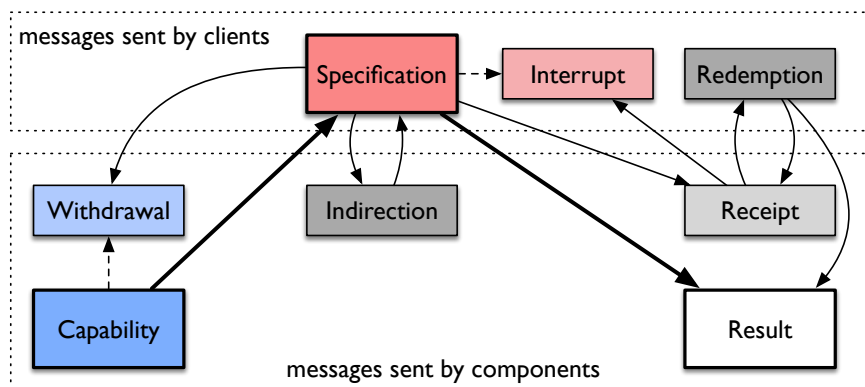 messages sent by clients
Specification
Interrupt
Redemption
Withdrawal
Indirection
Receipt
Capability
Result
messages sent by components